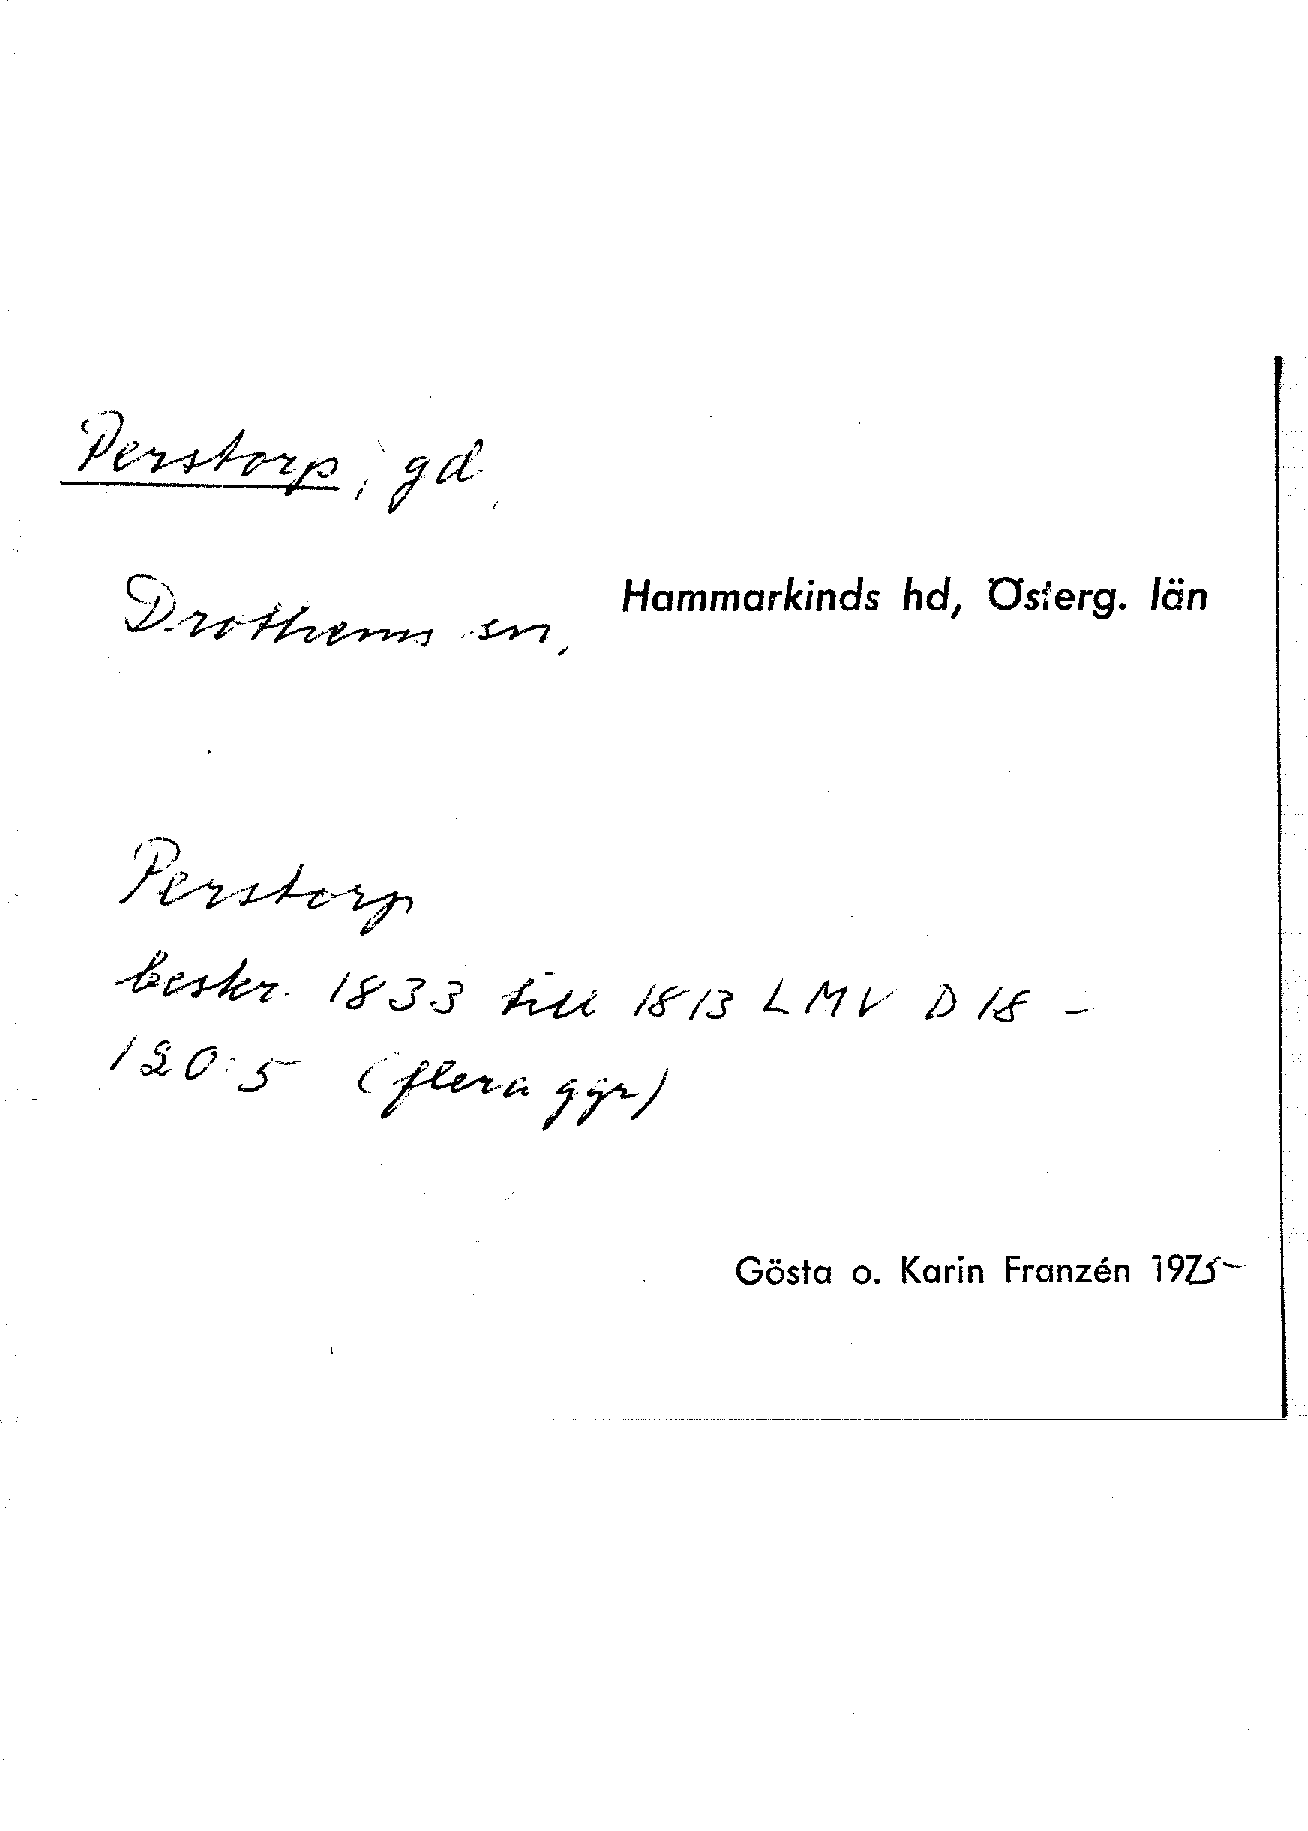 Perstorp, gd
Drothems sn, Hammarkinds hd, Österg. län
Perstorp
beskr. 1833 till 1813 LMV D 18 -
120:5 (flera ggr)
Gösta o. Karin Franzén 1975